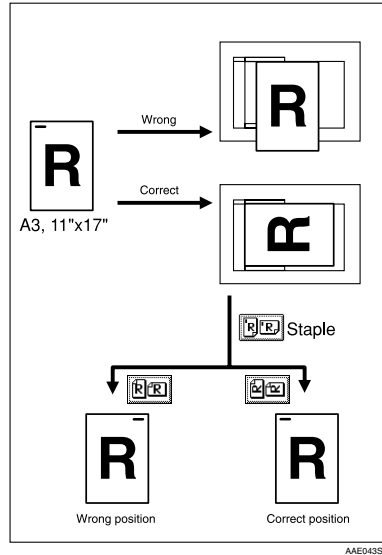 Wrong
R
R
Correct
A3, 11"x17"
R
R R Staple
R R
R R
R
R
Wrong position
Correct position
AAE043S